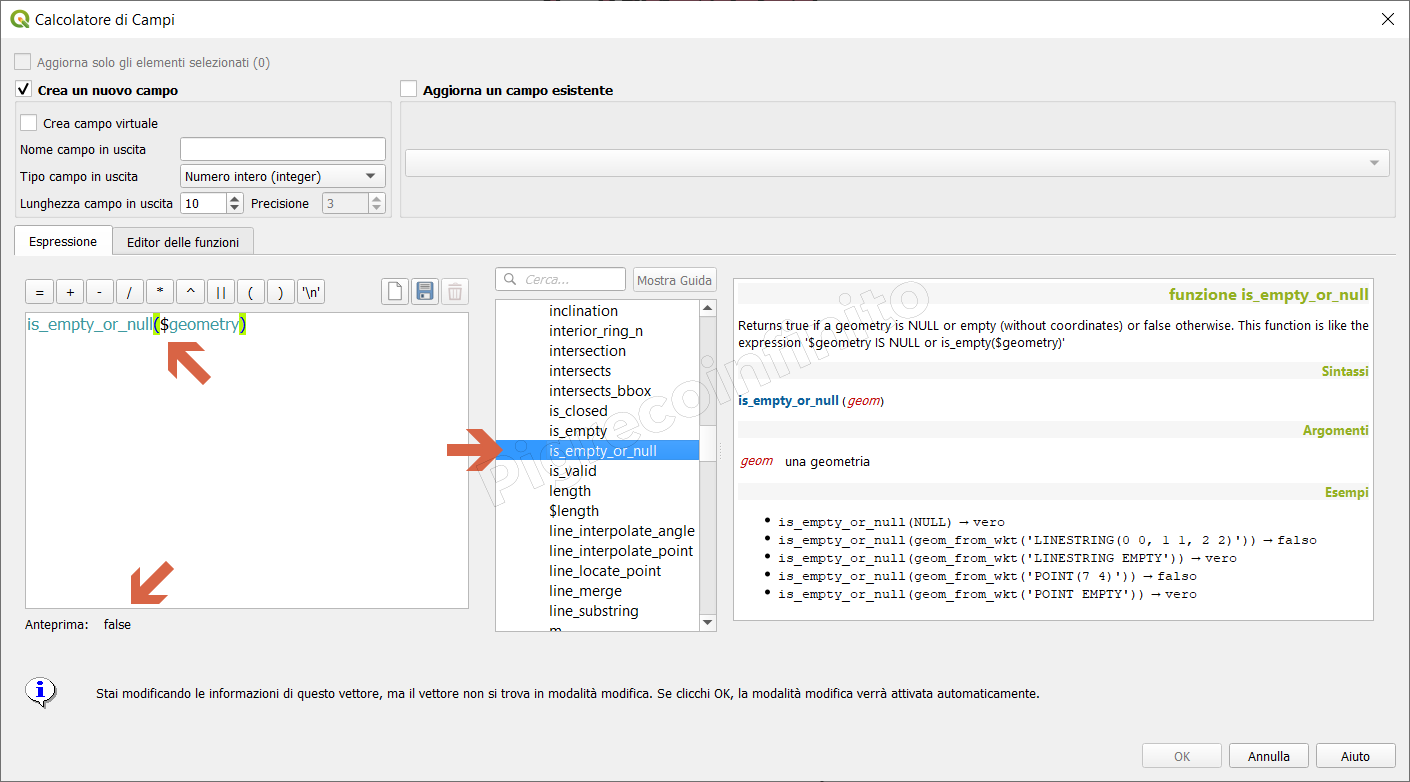 Calcolatore di Campi
Aggiorna solo gli elementi selezionati (0)
Crea un nuovo campo
Aggiorna un campo esistente
Crea campo virtuale
Nome campo in uscita
Tipo campo in uscita Numero intero (integer)
Lunghezza campo in uscita 10 Precisione 3
Espressione Editor delle funzioni
= + - / * ^ || ( ) '\n'
is_empty_or_null($geometry)
Anteprima: false
Cerca... Mostra Guida
inclination
interior_ring_n
intersection
intersects
intersects_bbox
is_closed
is_empty
is_empty_or_null
is_valid
length
$length
line_interpolate_angle
line_interpolate_point
line_locate_point
line_merge
line_substring
m
funzione is_empty_or_null
Returns true if a geometry is NULL or empty (without coordinates) or false otherwise. This function is like the
expression '$geometry IS NULL or is_empty($geometry)'
Sintassi
is_empty_or_null(geom)
Argomenti
geom una geometria
Esempi
• is_empty_or_null(NULL) → vero
• is_empty_or_null(geom_from_wkt('LINESTRING(0 0, 1 1, 2 2)')) → falso
• is_empty_or_null(geom_from_wkt('LINESTRING EMPTY')) → vero
• is_empty_or_null(geom_from_wkt('POINT(7 4)')) → falso
• is_empty_or_null(geom_from_wkt('POINT EMPTY')) → vero
Pigrecoinfinito
Stai modificando le informazioni di questo vettore, ma il vettore non si trova in modalità modifica. Se clicchi OK, la modalità modifica verrà attivata automaticamente.
OK Annulla Aiuto